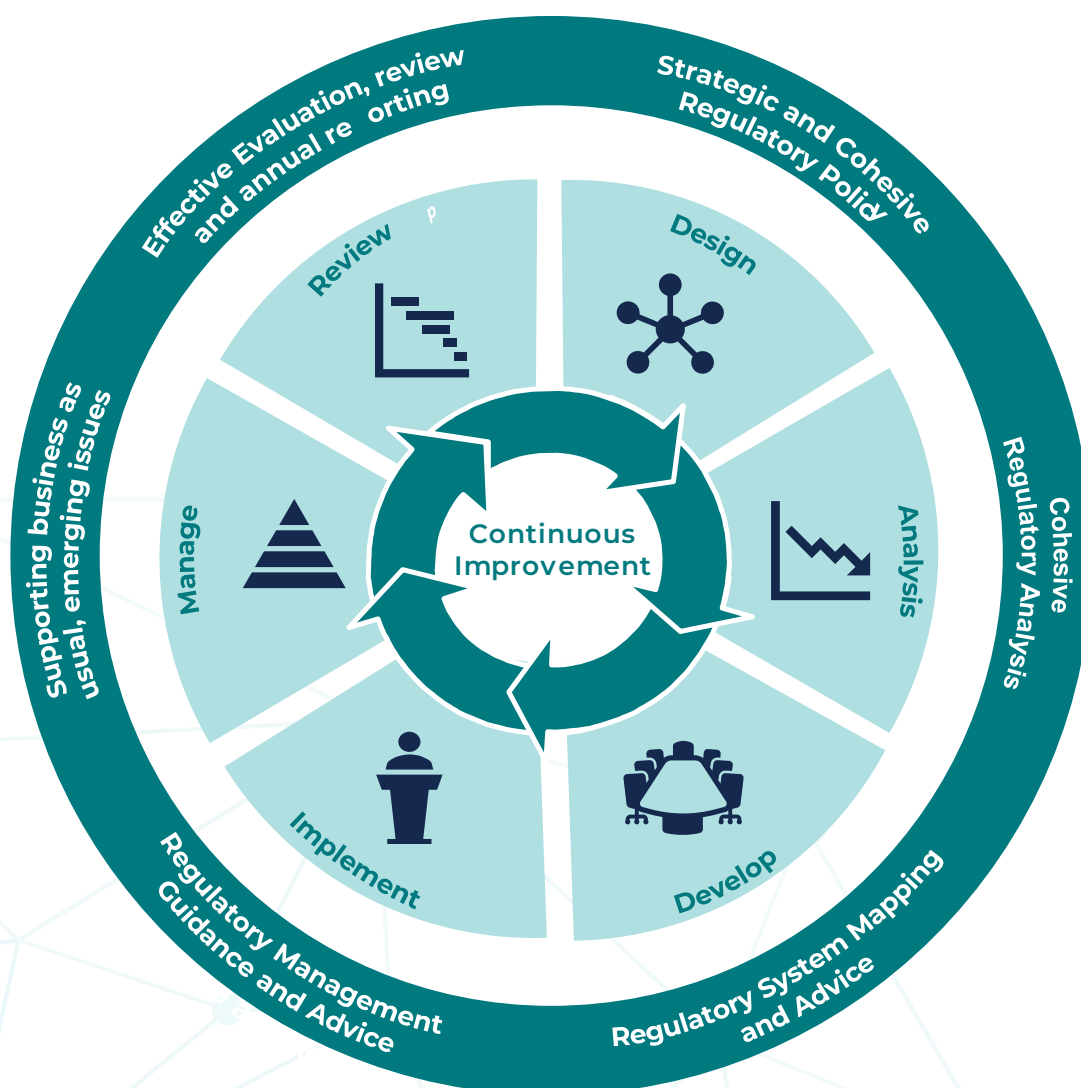 Effective Evaluation, review
and annual re orting
p
Strategic and Cohesive
Regulatory Policy
Cohesive
Regulatory Analysis
Regulatory System Mapping
and Advice
Regulatory Management
Guidance and Advice
Supporting business as
usual, emerging issues
Review
Design
Analysis
Develop
Implement
Manage
Continuous
Improvement